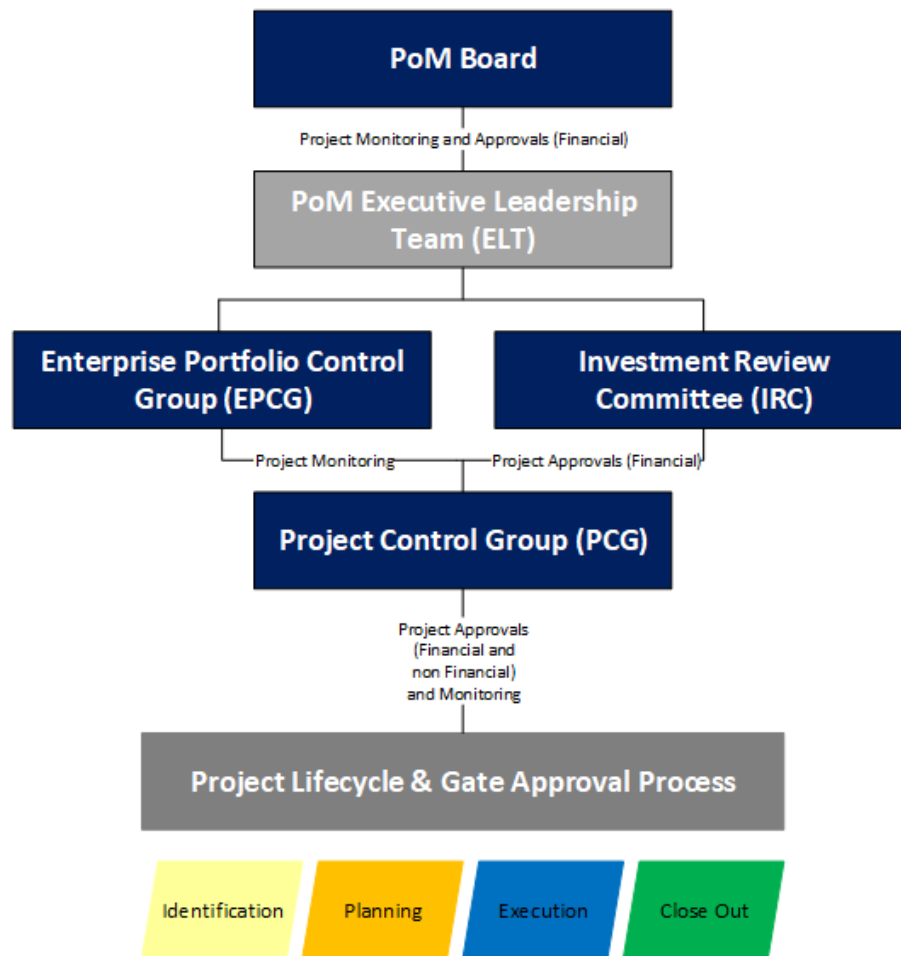 PoM Board
Project Monitoring and Approvals (Financial)
PoM Executive Leadership
Team (ELT)
Enterprise Portfolio Control
Group (EPCG)
Investment Review
Committee (IRC)
Project Monitoring
Project Approvals (Financial)
Project Control Group (PCG)
Project Approvals
(Financial and
non Financial)
and Monitoring
Project Lifecycle & Gate Approval Process
Identification
Planning
Execution
Close Out